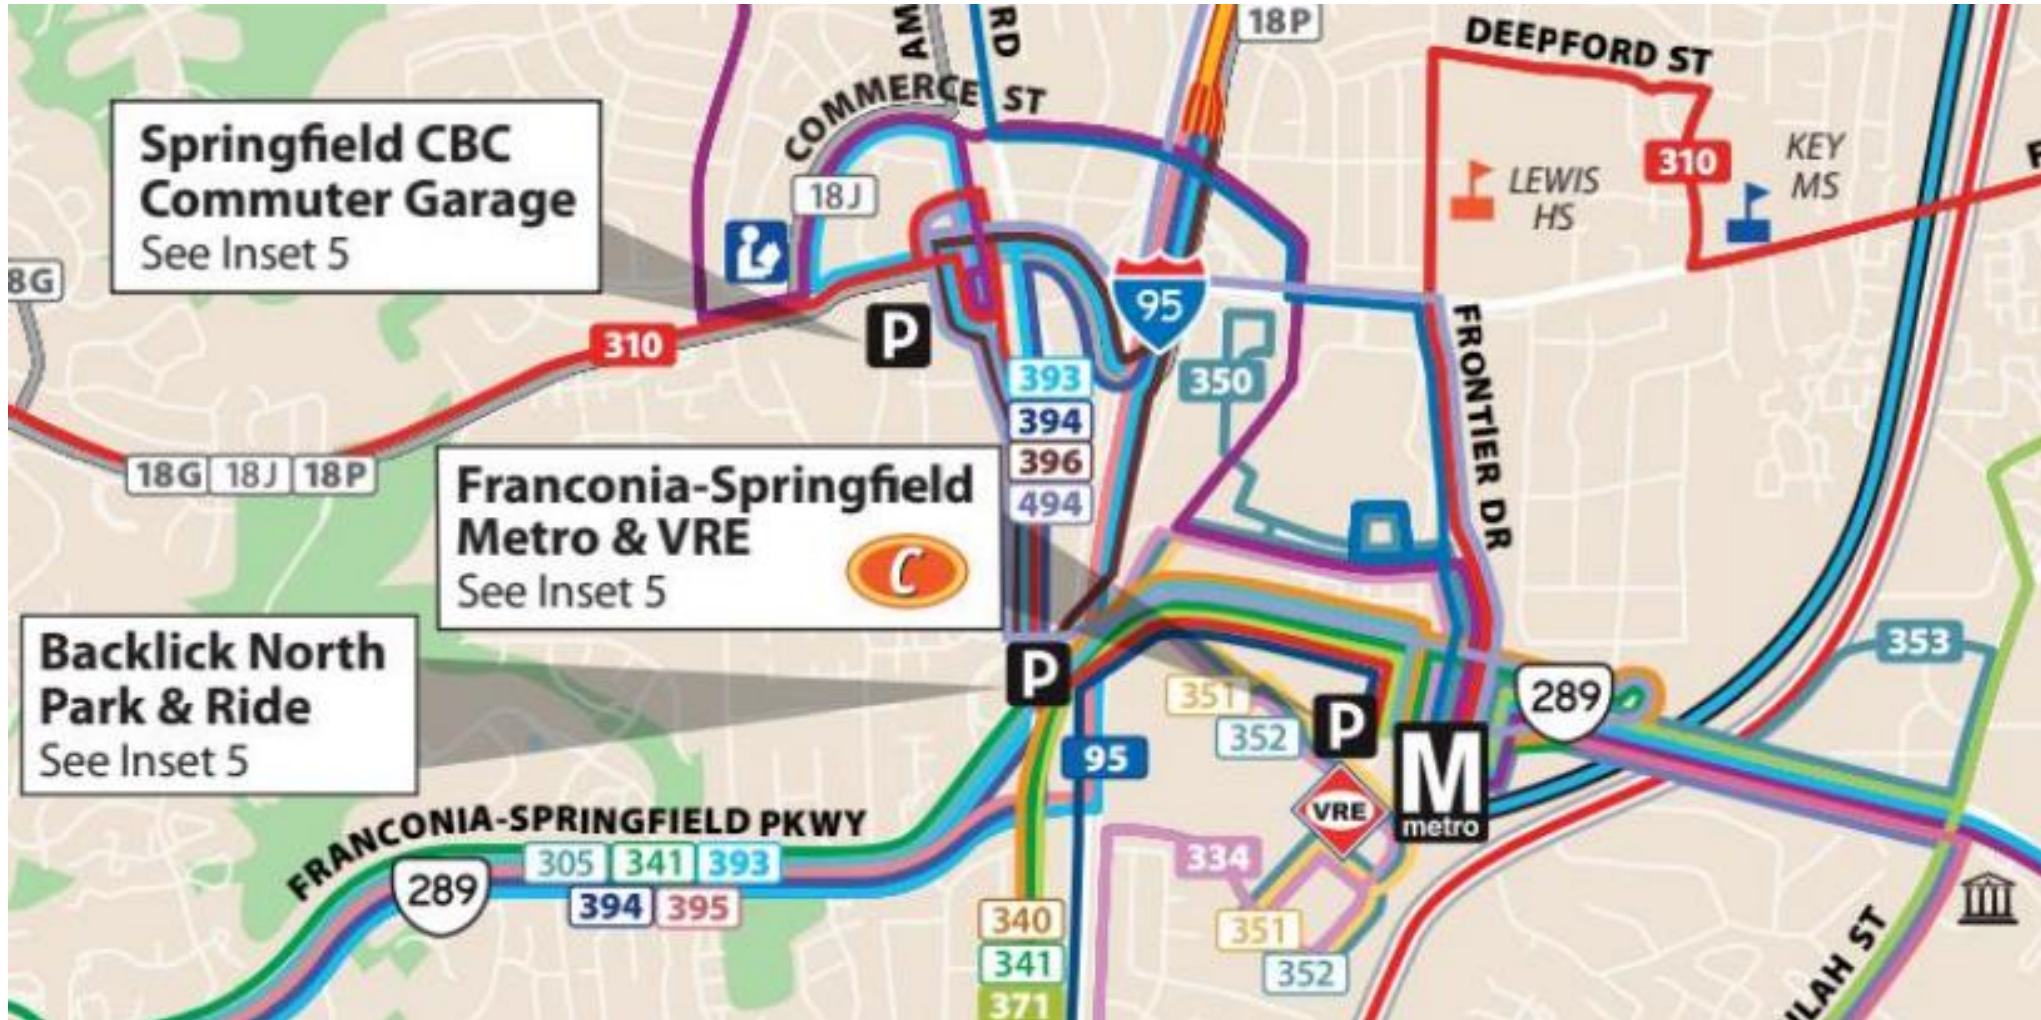 AM
RD
18P
DEEPFORD ST
COMMERCE ST
Springfield CBC
Commuter Garage
See Inset 5
18J
310
KEY
MS
LEWIS
HS
8G
95
310
FRONTIER DR
350
393
394
396
494
18G 18J 18P
Franconia-Springfield
Metro & VRE
See Inset 5
C
P
Backlick North
Park & Ride
See Inset 5
P
353
351
352
P
289
M
metro
95
VRE
FRANCONIA-SPRINGFIELD PKWY
305 341 393
394 395
289
334
351
352
340
341
371
ULAH ST